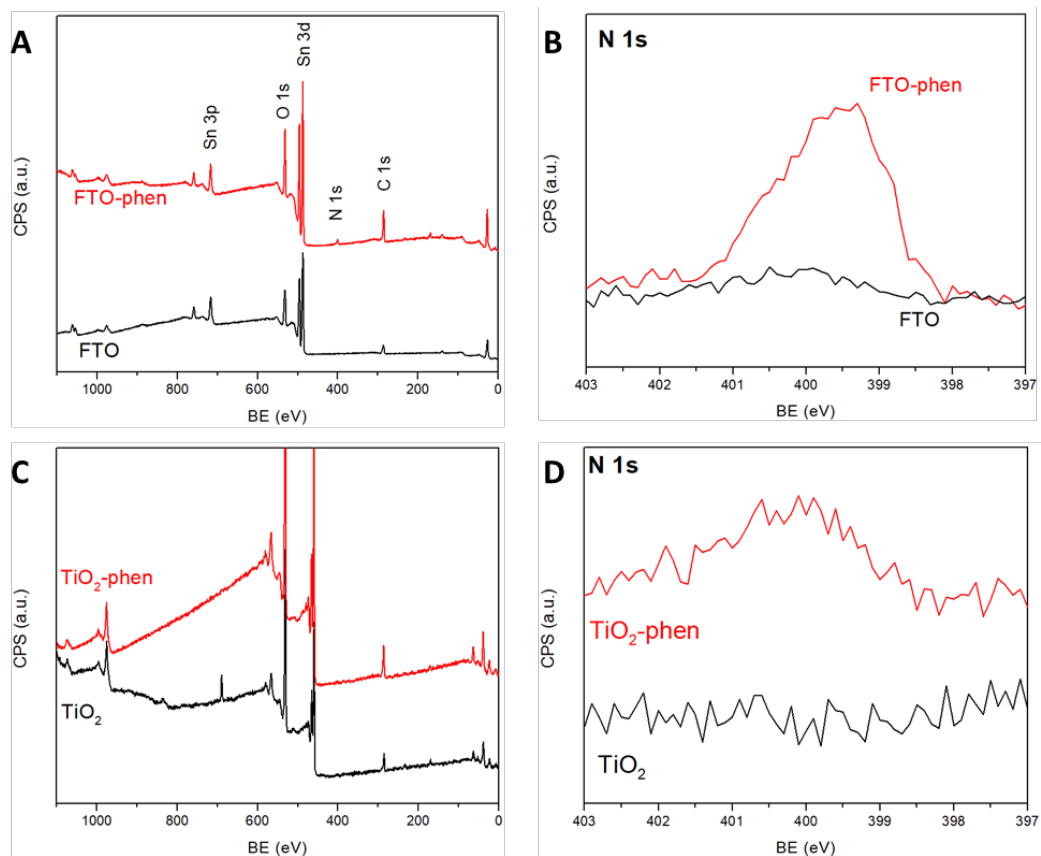 A
CPS (a.u.)
Sn 3p
O 1s
Sn 3d
N 1s
C 1s
FTO-phen
FTO
1000 800 600 400 200 0
BE (eV)
B
N 1s
CPS (a.u.)
FTO-phen
FTO
403 402 401 400 399 398 397
BE (eV)
C
CPS (a.u.)
TiO₂-phen
TiO₂
1000 800 600 400 200 0
BE (eV)
D
N 1s
CPS (a.u.)
TiO₂-phen
TiO₂
403 402 401 400 399 398 397
BE (eV)